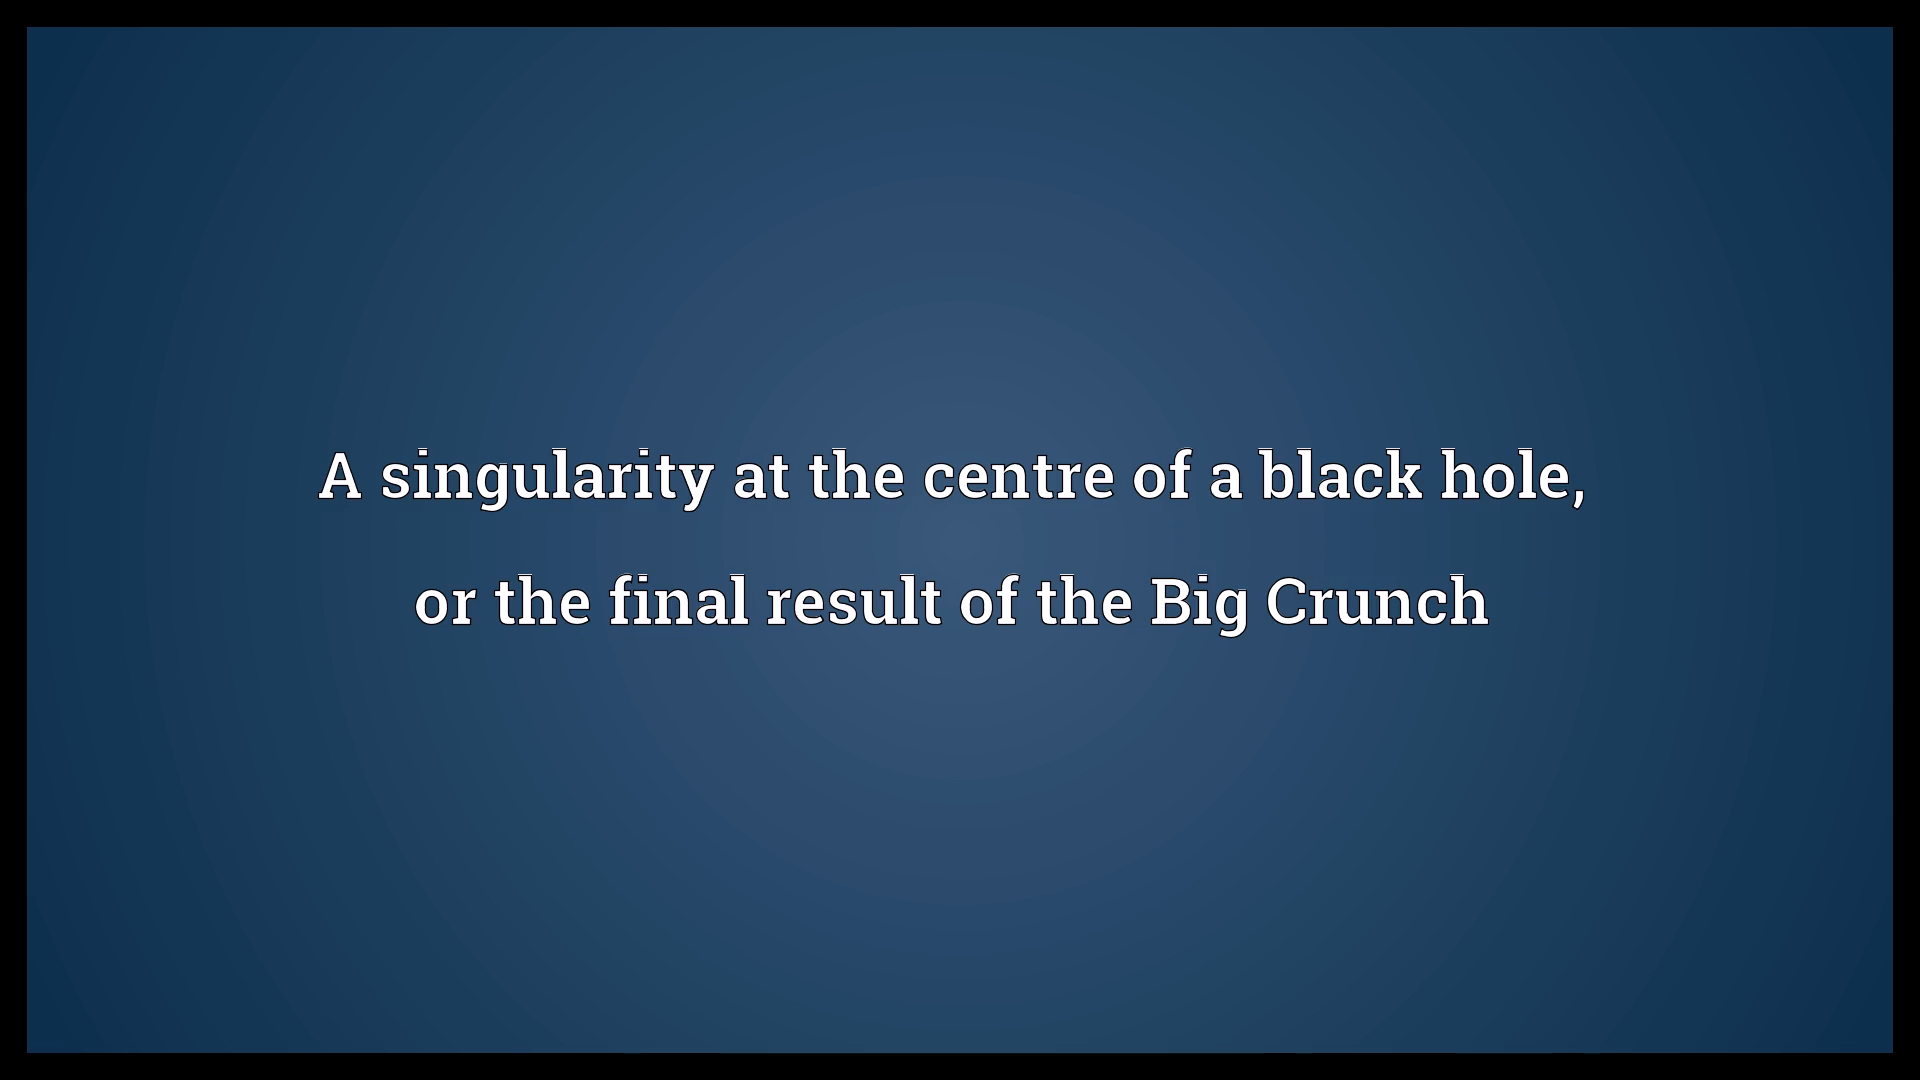 A singularity at the centre of a black hole,
or the final result of the Big Crunch